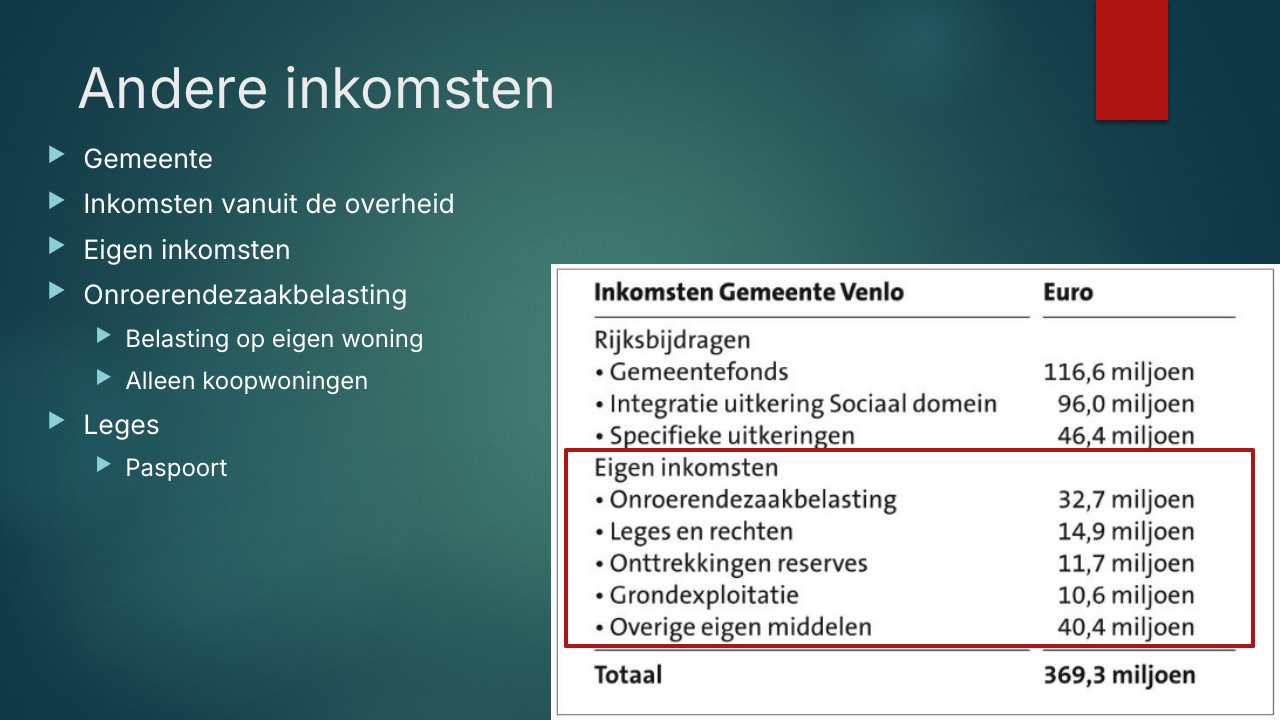 Andere inkomsten
Gemeente
Inkomsten vanuit de overheid
Eigen inkomsten
Onroerendezaakbelasting
Belasting op eigen woning
Alleen koopwoningen
Leges
Paspoort
Inkomsten Gemeente Venlo Euro
Rijksbijdragen
• Gemeentefonds 116,6 miljoen
• Integratie uitkering Sociaal domein 96,0 miljoen
• Specifieke uitkeringen 46,4 miljoen
Eigen inkomsten
• Onroerendezaakbelasting 32,7 miljoen
• Leges en rechten 14,9 miljoen
• Onttrekkingen reserves 11,7 miljoen
• Grondexploitatie 10,6 miljoen
• Overige eigen middelen 40,4 miljoen
Totaal 369,3 miljoen